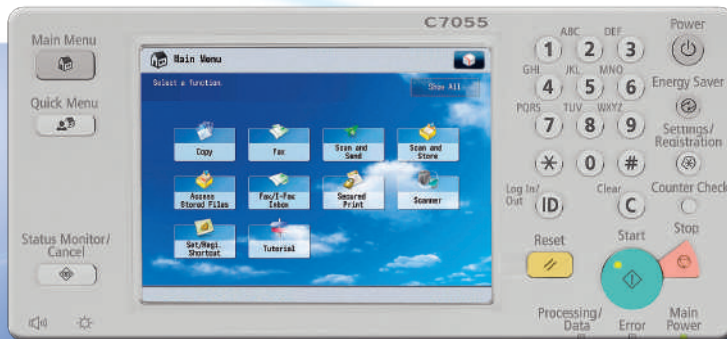 C7055
Main Menu
Quick Menu
Status Monitor/
Cancel
Main Menu
Select a function.
Show All
Copy
Fax
Scan and
Send
Scan and
Store
Access
Stored Files
Fax/I-Fax
Inbox
Secured
Print
Scanner
Set/Regi.
Shortcut
Tutorial
ABC
DEF
1
2
3
GHI
JKL
MNO
4
5
6
PQRS
TUV
WXYZ
7
8
9
*
0
#
Log In/
Out
ID
Clear
C
Power
Energy Saver
Settings/
Registration
Counter Check
Reset
Start
Stop
Processing/
Data
Error
Main
Power